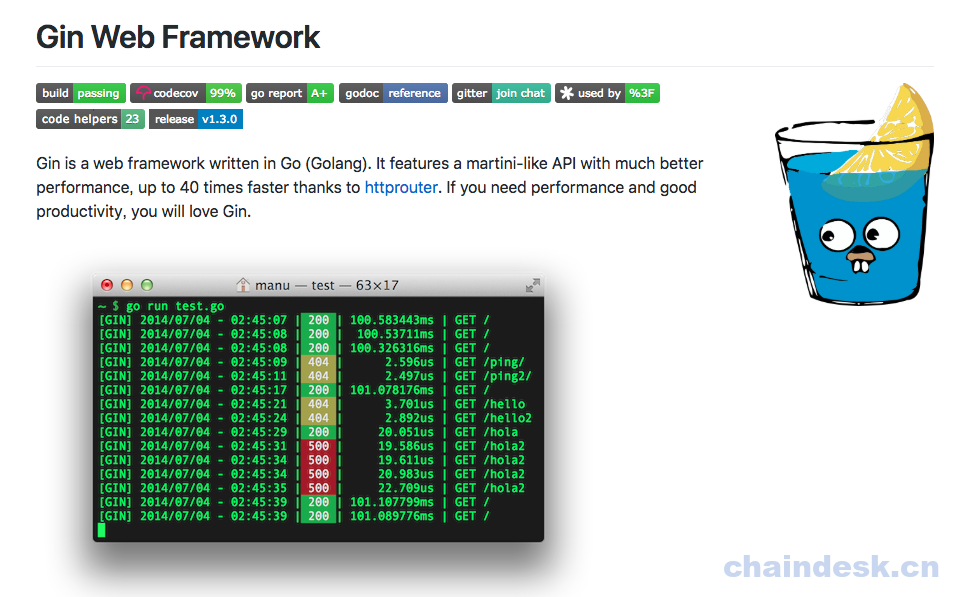 Gin Web Framework
build passing codecov 99% go report A+ godoc reference gitter join chat used by %3F
code helpers 23 release v1.3.0
Gin is a web framework written in Go (Golang). It features a martini-like API with much better
performance, up to 40 times faster thanks to httprouter. If you need performance and good
productivity, you will love Gin.
manu — test — 63×17
~ $ go run test.go
[GIN] 2014/07/04 - 02:45:07 | 200 | 100.583443ms | GET /
[GIN] 2014/07/04 - 02:45:08 | 200 | 100.53711ms | GET /
[GIN] 2014/07/04 - 02:45:08 | 200 | 100.326316ms | GET /
[GIN] 2014/07/04 - 02:45:09 | 404 | 2.596us | GET /ping/
[GIN] 2014/07/04 - 02:45:11 | 404 | 2.497us | GET /ping2/
[GIN] 2014/07/04 - 02:45:17 | 200 | 101.078176ms | GET /
[GIN] 2014/07/04 - 02:45:21 | 404 | 3.701us | GET /hello
[GIN] 2014/07/04 - 02:45:24 | 404 | 2.892us | GET /hello2
[GIN] 2014/07/04 - 02:45:29 | 200 | 20.051us | GET /hola
[GIN] 2014/07/04 - 02:45:31 | 500 | 19.586us | GET /hola2
[GIN] 2014/07/04 - 02:45:34 | 500 | 19.611us | GET /hola2
[GIN] 2014/07/04 - 02:45:34 | 500 | 20.983us | GET /hola2
[GIN] 2014/07/04 - 02:45:35 | 500 | 22.709us | GET /hola2
[GIN] 2014/07/04 - 02:45:39 | 200 | 101.107799ms | GET /
[GIN] 2014/07/04 - 02:45:39 | 200 | 101.089776ms | GET /
chaindesk.cn